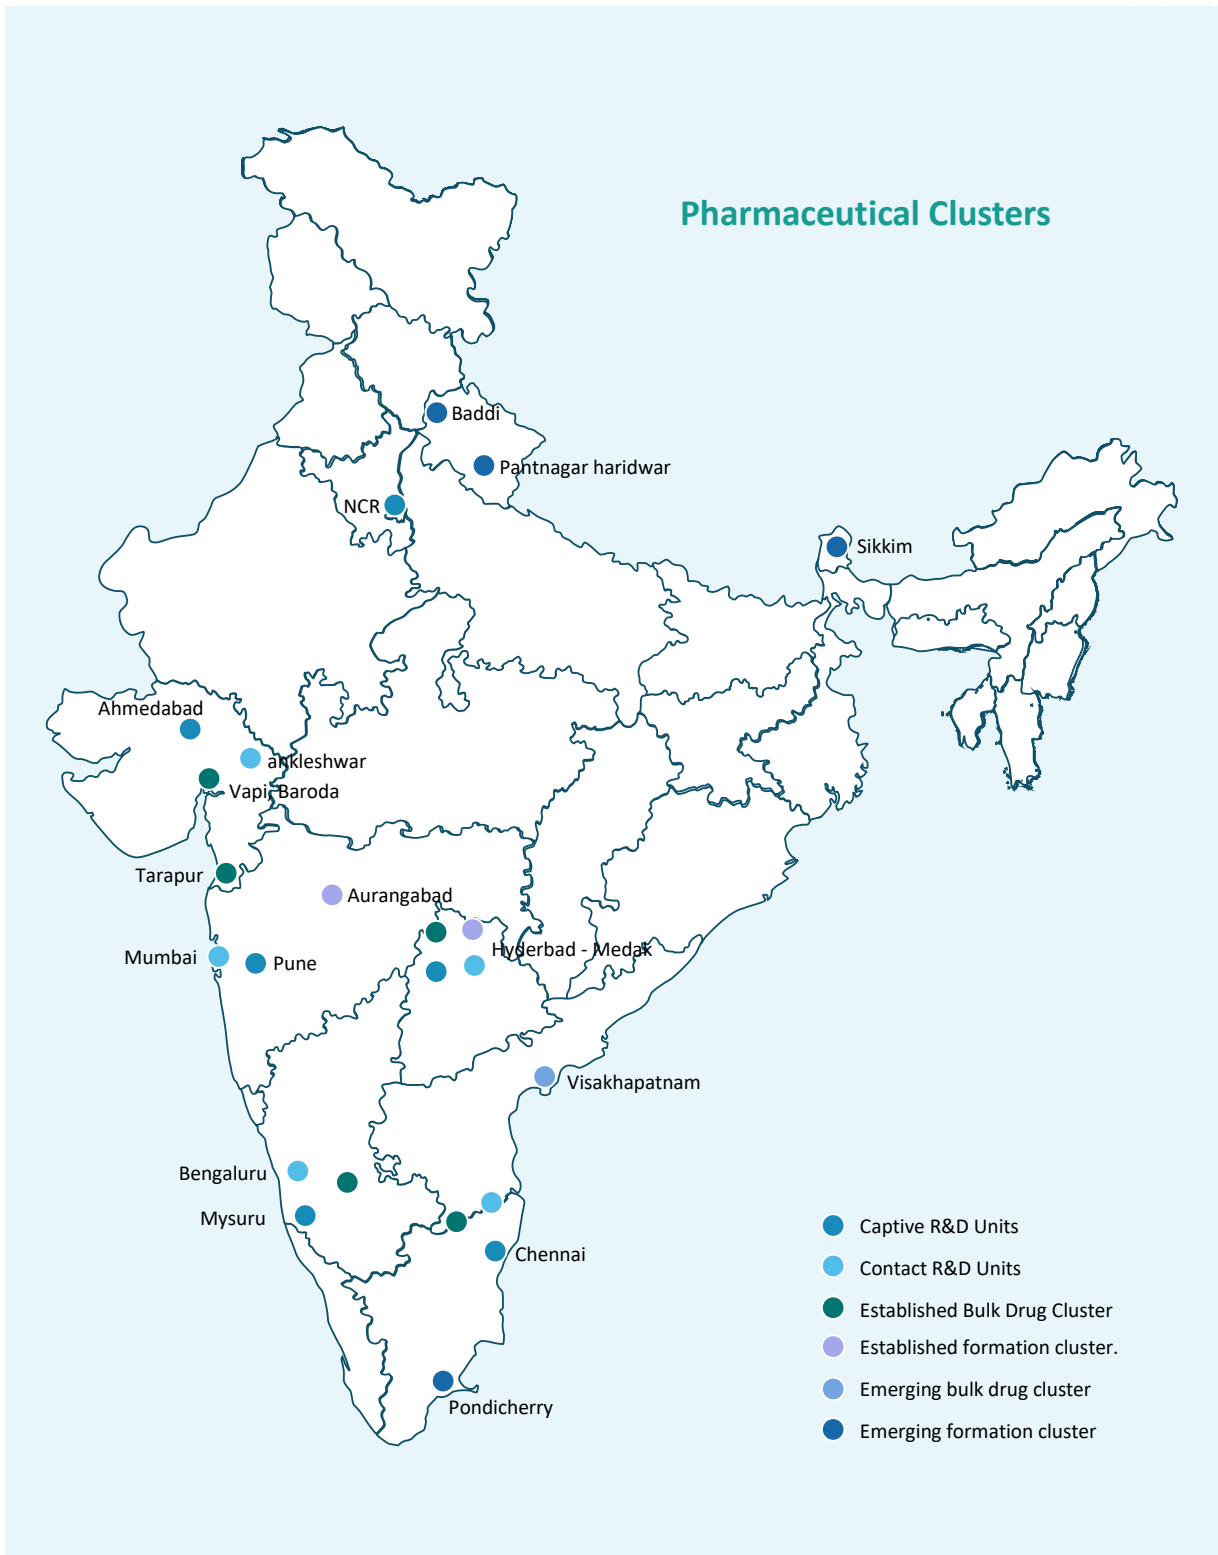 Pharmaceutical Clusters
Baddi
Pantnagar haridwar
NCR
Sikkim
Ahmedabad
ankleshwar
Vapi, Baroda
Tarapur
Aurangabad
Hyderbad - Medak
Mumbai
Pune
Visakhapatnam
Bengaluru
Mysuru
Chennai
Pondicherry
Captive R&D Units
Contact R&D Units
Established Bulk Drug Cluster
Established formation cluster.
Emerging bulk drug cluster
Emerging formation cluster